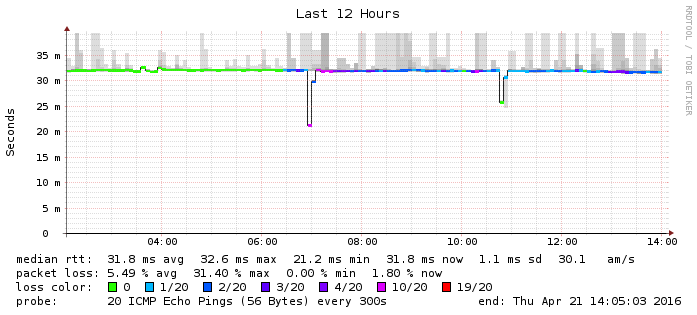 Last 12 Hours
RRDTOOL / TOBI OETIKER
Seconds
35 m
30 m
25 m
20 m
15 m
10 m
5 m
0
04:00 06:00 08:00 10:00 12:00 14:00
median rtt: 31.8 ms avg 32.6 ms max 21.2 ms min 31.8 ms now 1.1 ms sd 30.1 am/s
packet loss: 5.49 % avg 31.40 % max 0.00 % min 1.80 % now
loss color: 0 1/20 2/20 3/20 4/20 10/20 19/20
probe: 20 ICMP Echo Pings (56 Bytes) every 300s end: Thu Apr 21 14:05:03 2016